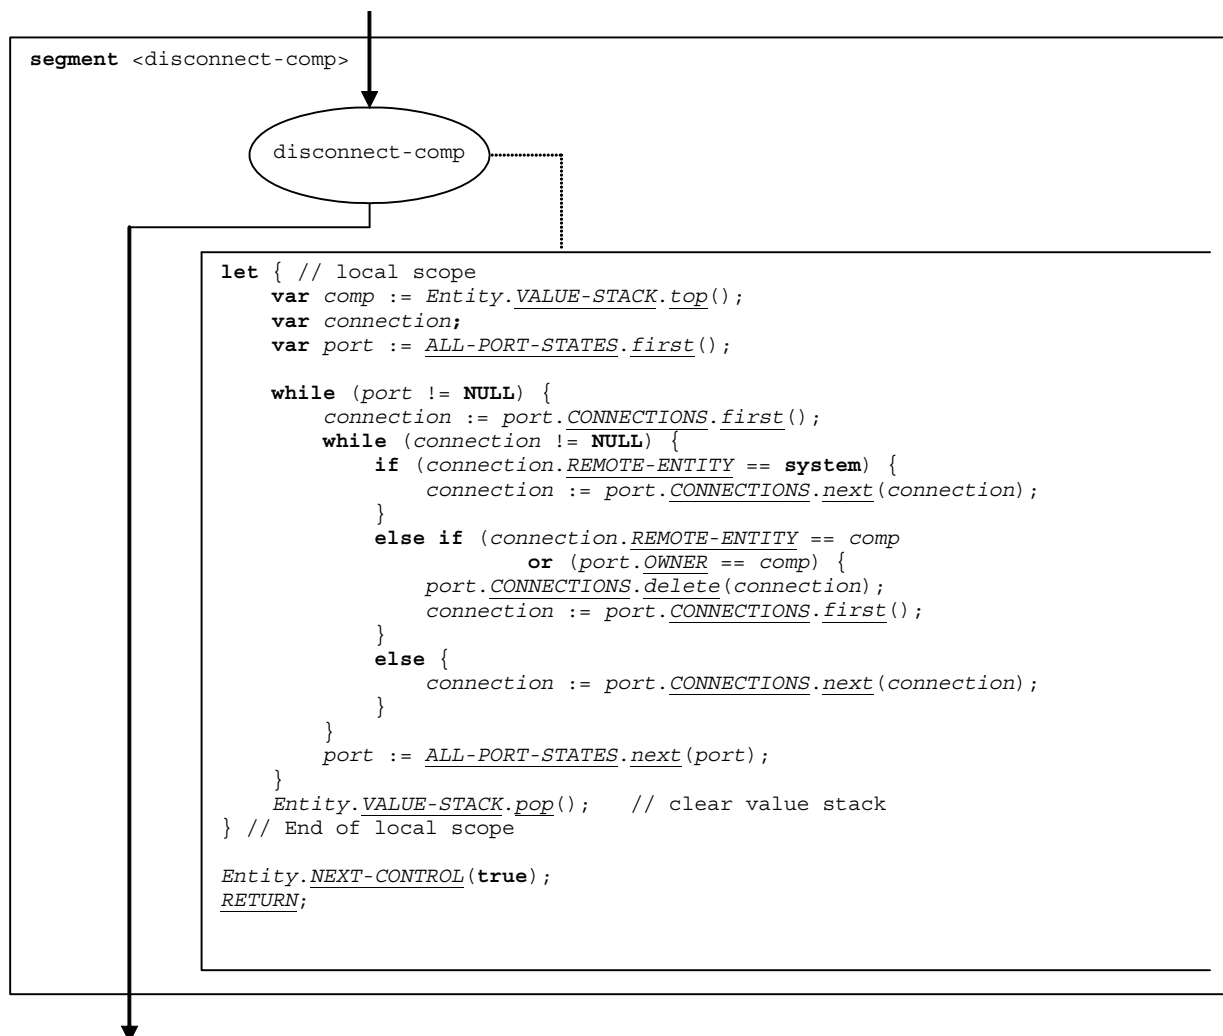 segment <disconnect-comp>
disconnect-comp
let { // local scope
var comp := Entity.VALUE-STACK.top();
var connection;
var port := ALL-PORT-STATES.first();
while (port != NULL) {
connection := port.CONNECTIONS.first();
while (connection != NULL) {
if (connection.REMOTE-ENTITY == system) {
connection := port.CONNECTIONS.next(connection);
}
else if (connection.REMOTE-ENTITY == comp
or (port.OWNER == comp) {
port.CONNECTIONS.delete(connection);
connection := port.CONNECTIONS.first();
}
else {
connection := port.CONNECTIONS.next(connection);
}
}
port := ALL-PORT-STATES.next(port);
}
Entity.VALUE-STACK.pop(); // clear value stack
} // End of local scope
Entity.NEXT-CONTROL(true);
RETURN;